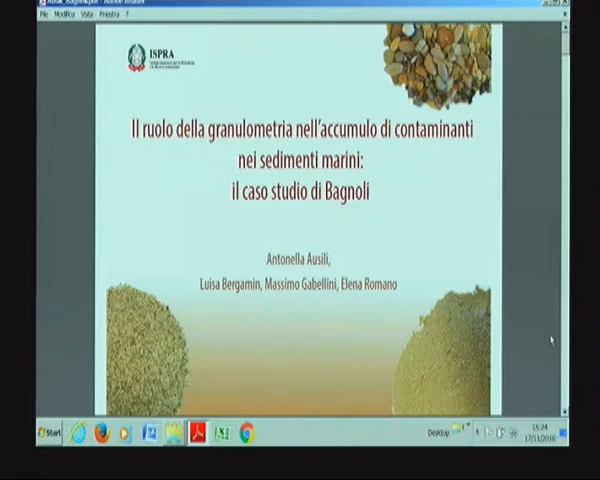 File Modifica Vista Finestra ?
ISPRA
Il ruolo della granulometria nell'accumulo di contaminanti
nei sedimenti marini:
il caso studio di Bagnoli
Antonella Ausili,
Luisa Bergamin, Massimo Gabellini, Elena Romano
Start
Desktop
15:24
17/11/2016